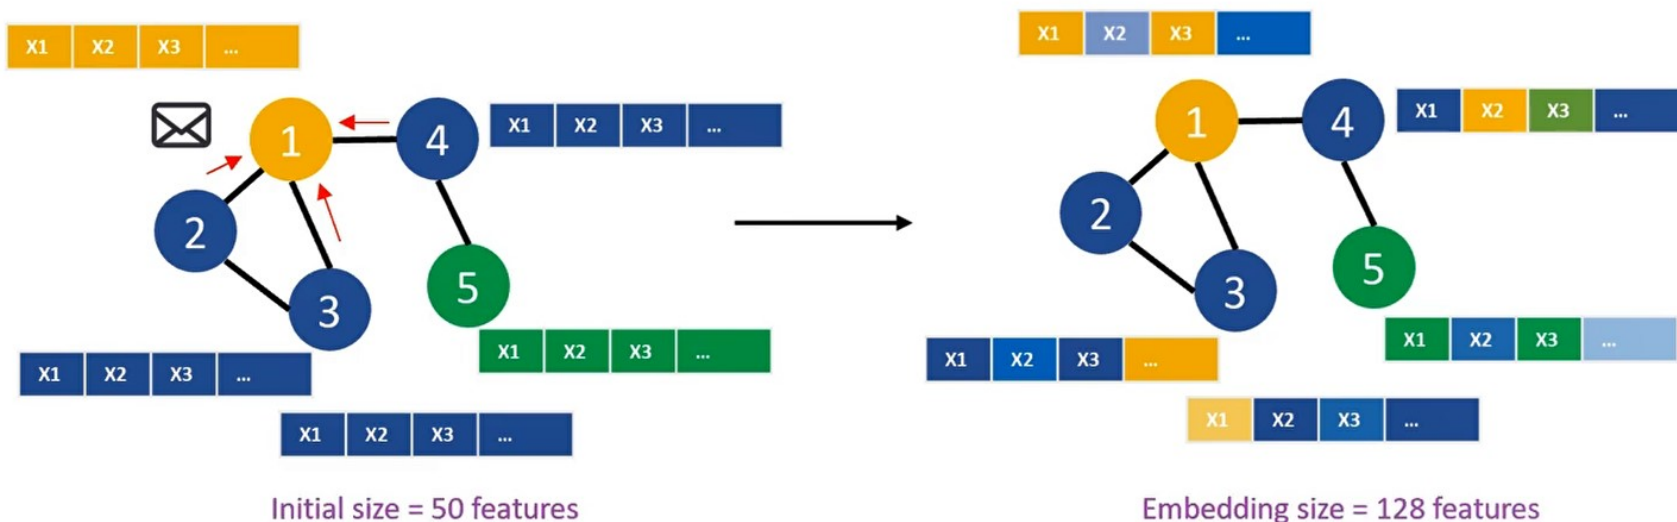 X1 X2 X3 ...
X1 X2 X3 ...
1
4
X1 X2 X3 ...
X1 X2 X3 ...
1
4
2
3
5
2
3
5
X1 X2 X3 ...
X1 X2 X3 ...
X1 X2 X3 ...
X1 X2 X3 ...
X1 X2 X3 ...
X1 X2 X3 ...
Initial size = 50 features
Embedding size = 128 features